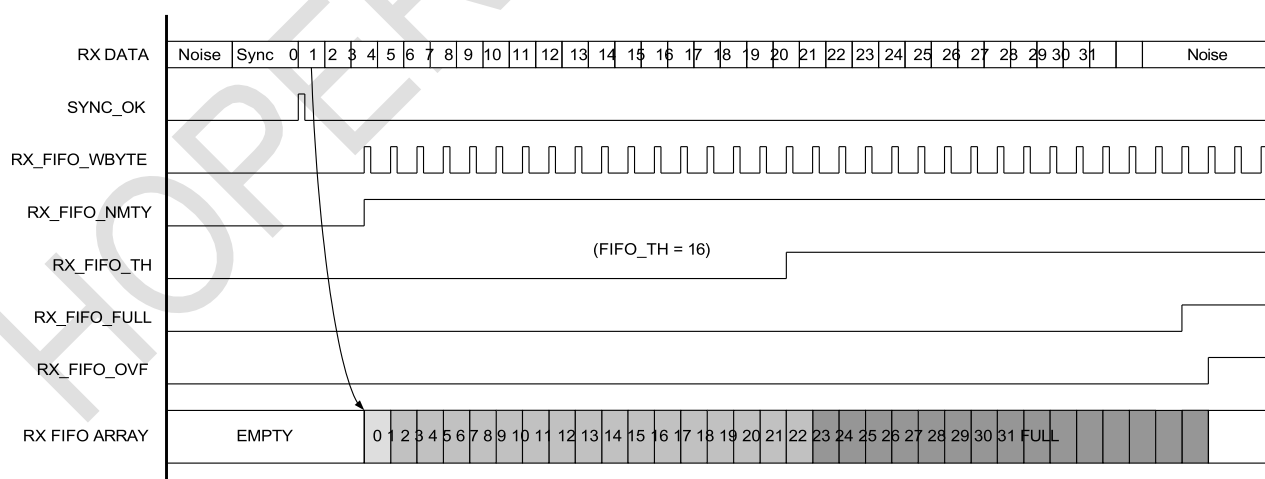 RX DATA Noise Sync 0 1 2 3 4 5 6 7 8 9 10 11 12 13 14 15 16 17 18 19 20 21 22 23 24 25 26 27 28 29 30 31 Noise
SYNC_OK
RX_FIFO_WBYTE
RX_FIFO_NMTY
(FIFO_TH = 16)
RX_FIFO_TH
RX_FIFO_FULL
RX_FIFO_OVF
RX FIFO ARRAY EMPTY 0 1 2 3 4 5 6 7 8 9 10 11 12 13 14 15 16 17 18 19 20 21 22 23 24 25 26 27 28 29 30 31 FULL
HOPER